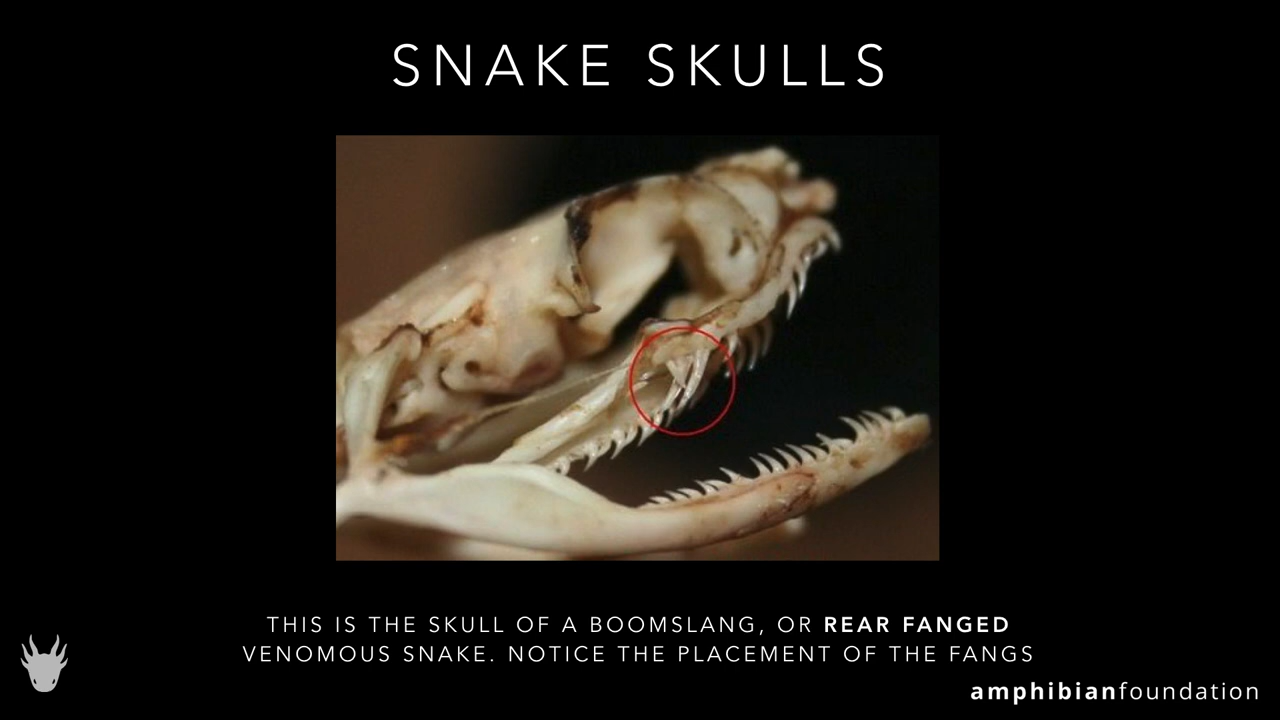 SNAKE SKULLS
THIS IS THE SKULL OF A BOOMSLANG, OR REAR FANGED
VENOMOUS SNAKE. NOTICE THE PLACEMENT OF THE FANGS
amphibianfoundation